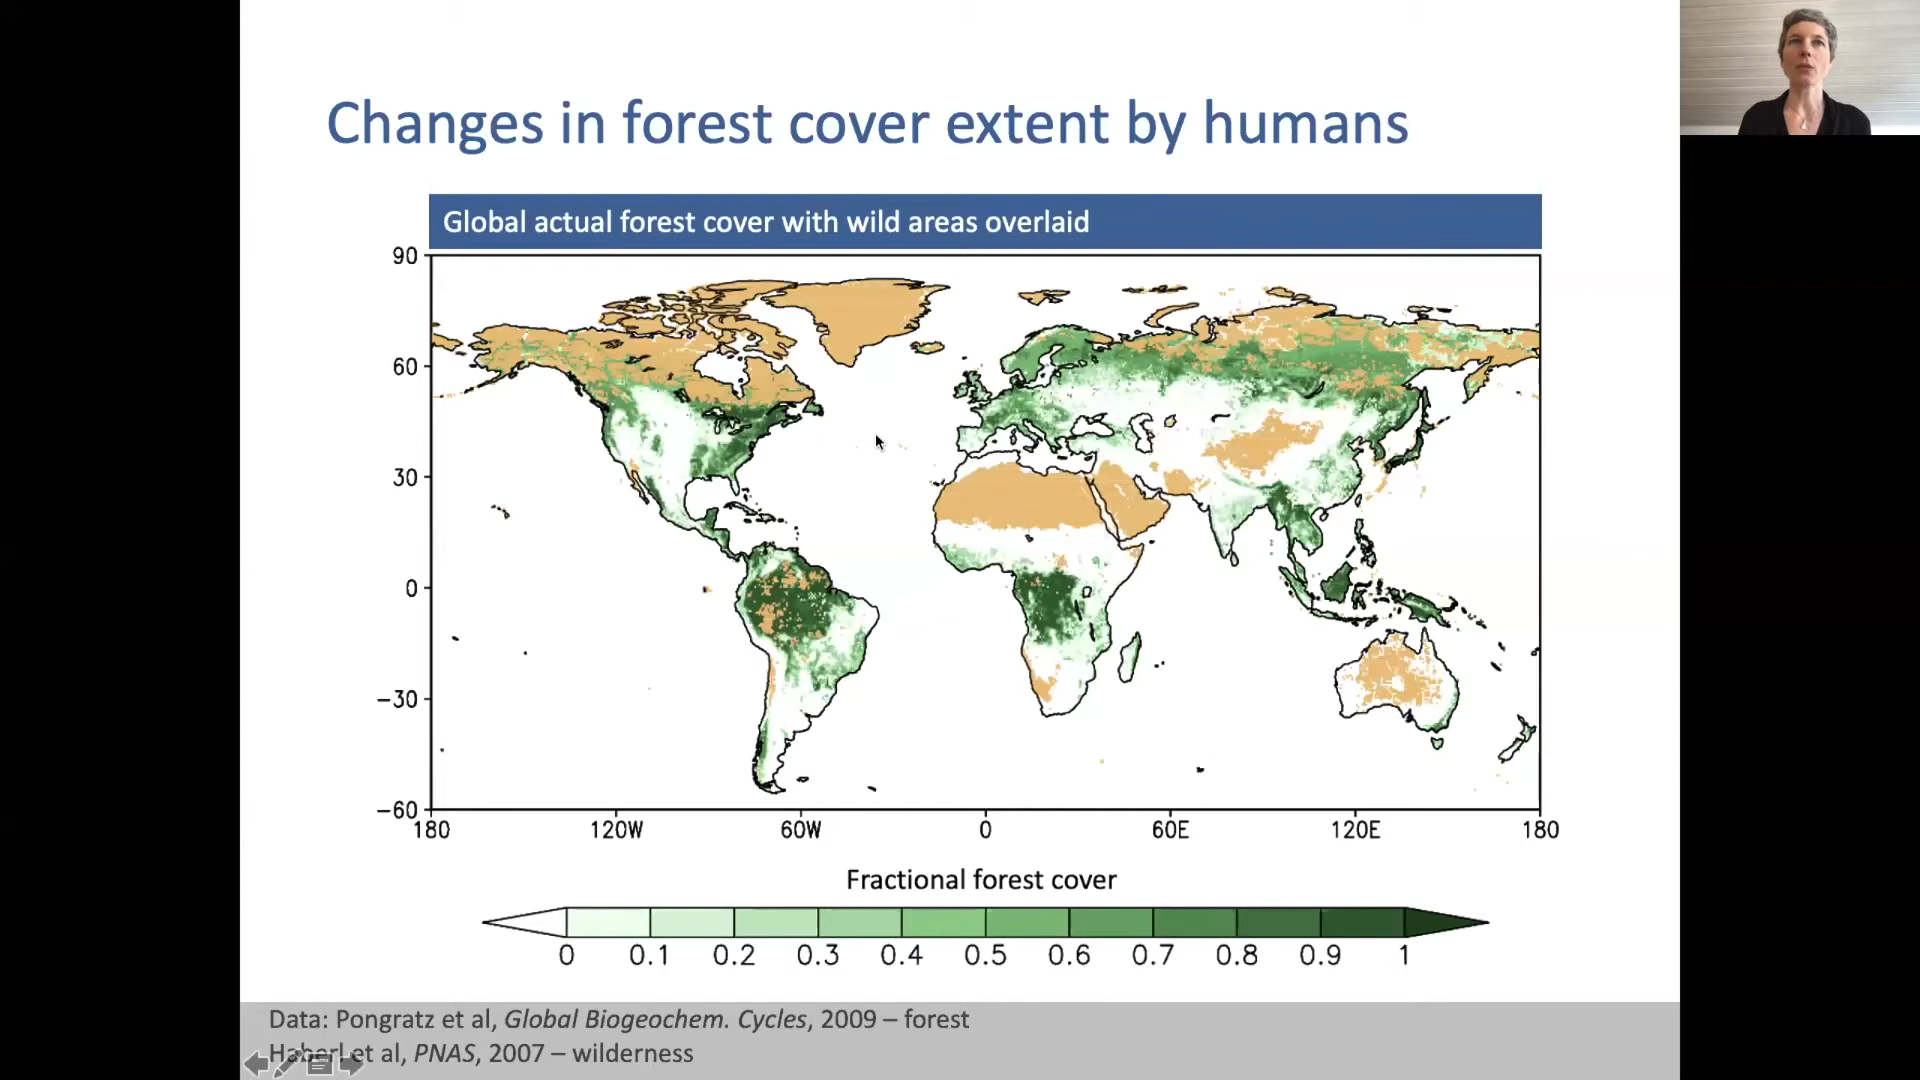 Changes in forest cover extent by humans
Global actual forest cover with wild areas overlaid
90
60
30
0
−30
−60
180 120W 60W 0 60E 120E 180
Fractional forest cover
0 0.1 0.2 0.3 0.4 0.5 0.6 0.7 0.8 0.9 1
Data: Pongratz et al, Global Biogeochem. Cycles, 2009 – forest
Haberl et al, PNAS, 2007 – wilderness